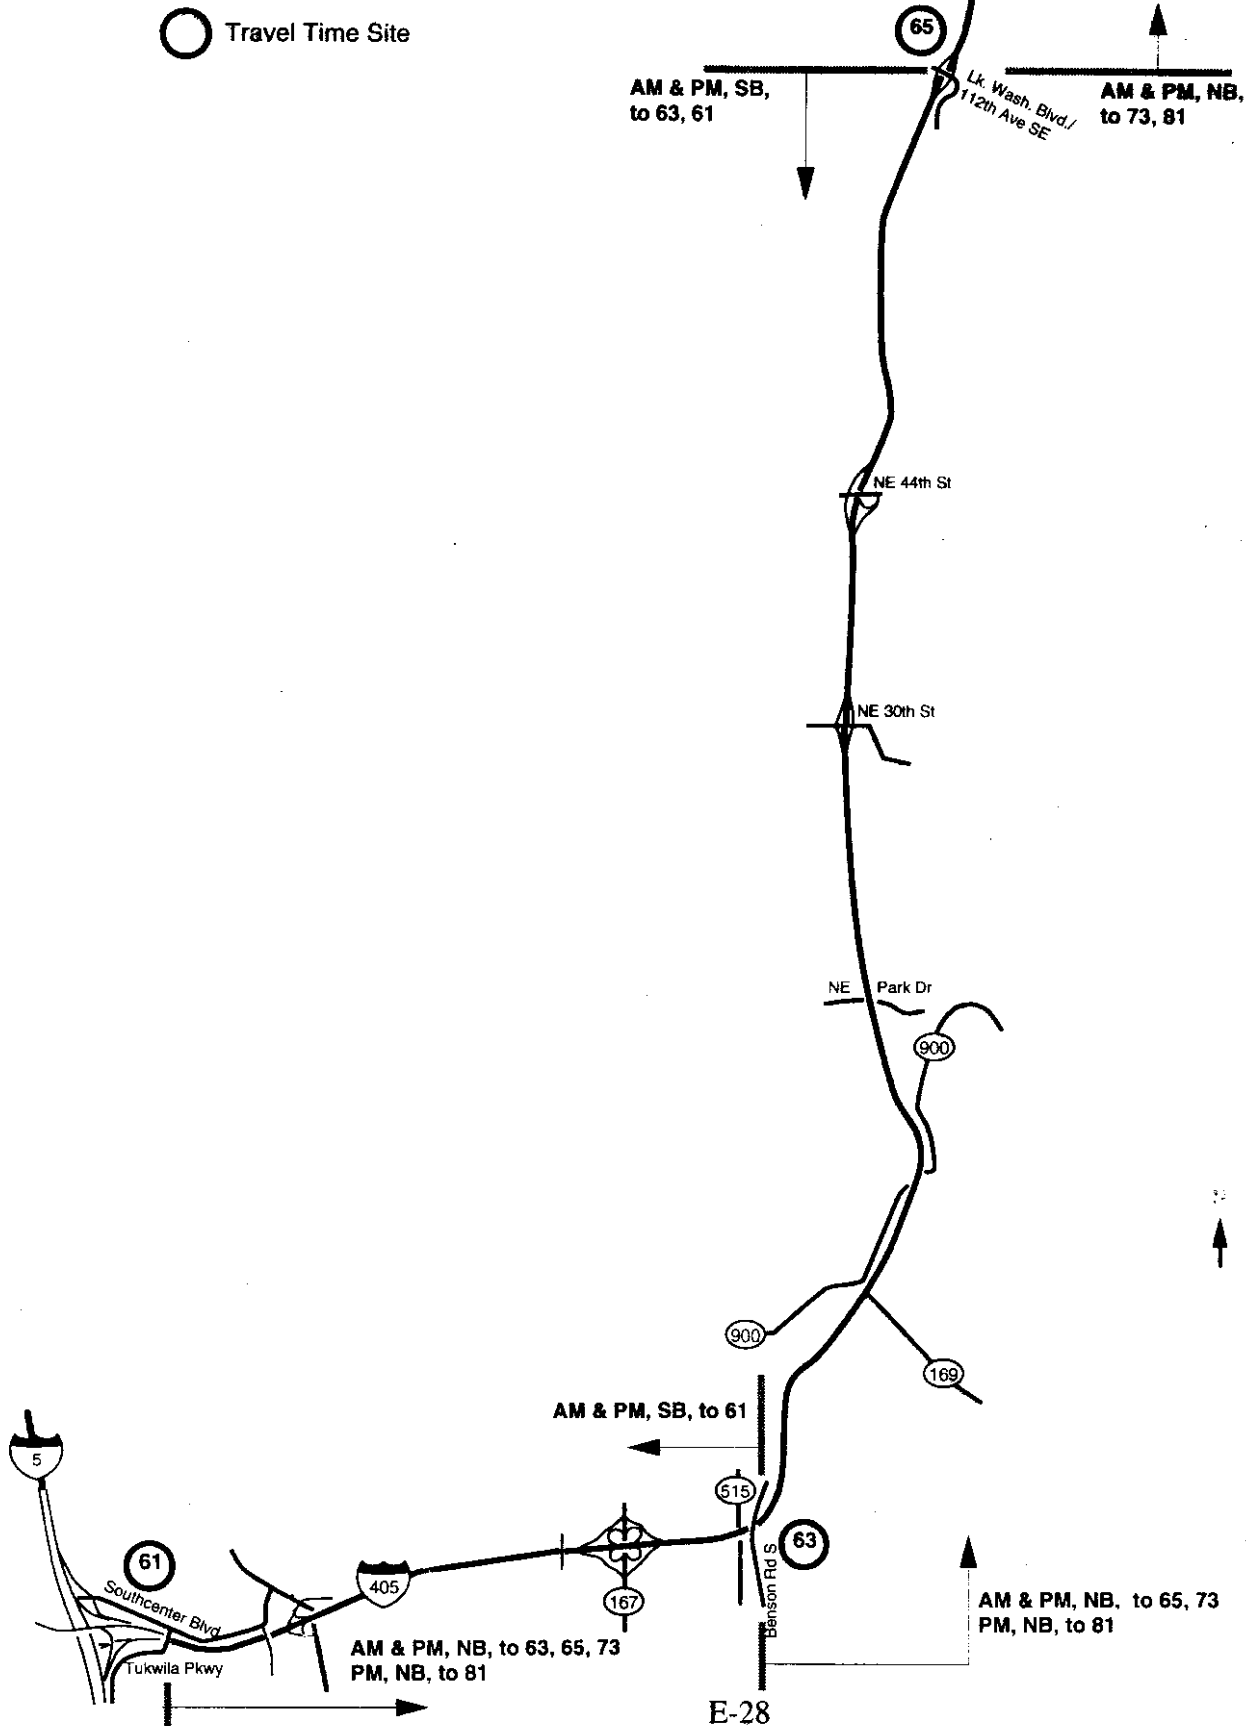 Travel Time Site
65
AM & PM, SB,
to 63, 61
Lk. Wash. Blvd./
112th Ave SE
AM & PM, NB,
to 73, 81
NE 44th St
NE 30th St
NE Park Dr
900
900
169
AM & PM, SB, to 61
5
515
61
63
Southcenter Blvd
405
167
Benson Rd S
AM & PM, NB, to 65, 73
PM, NB, to 81
Tukwila Pkwy
AM & PM, NB, to 63, 65, 73
PM, NB, to 81
E-28